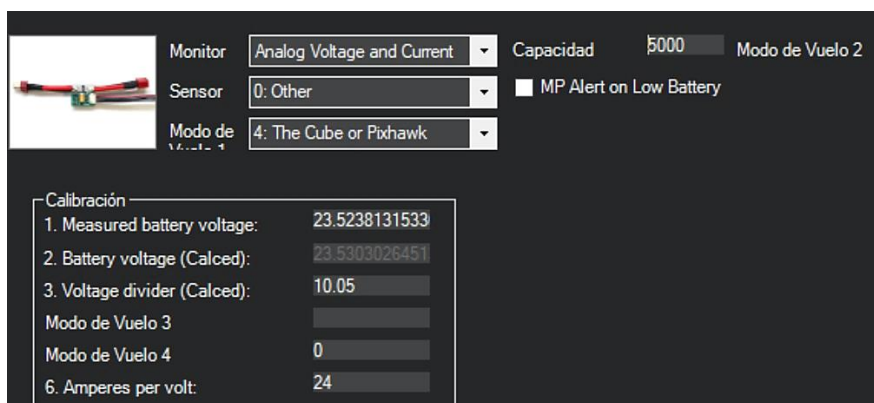 Monitor Analog Voltage and Current Capacidad 5000 Modo de Vuelo 2
Sensor 0: Other MP Alert on Low Battery
Modo de 4: The Cube or Pixhawk
Vuelo 1
Calibración
1. Measured battery voltage: 23.5238131533
2. Battery voltage (Calced): 23.5303026451
3. Voltage divider (Calced): 10.05
Modo de Vuelo 3
Modo de Vuelo 4 0
6. Amperes per volt: 24